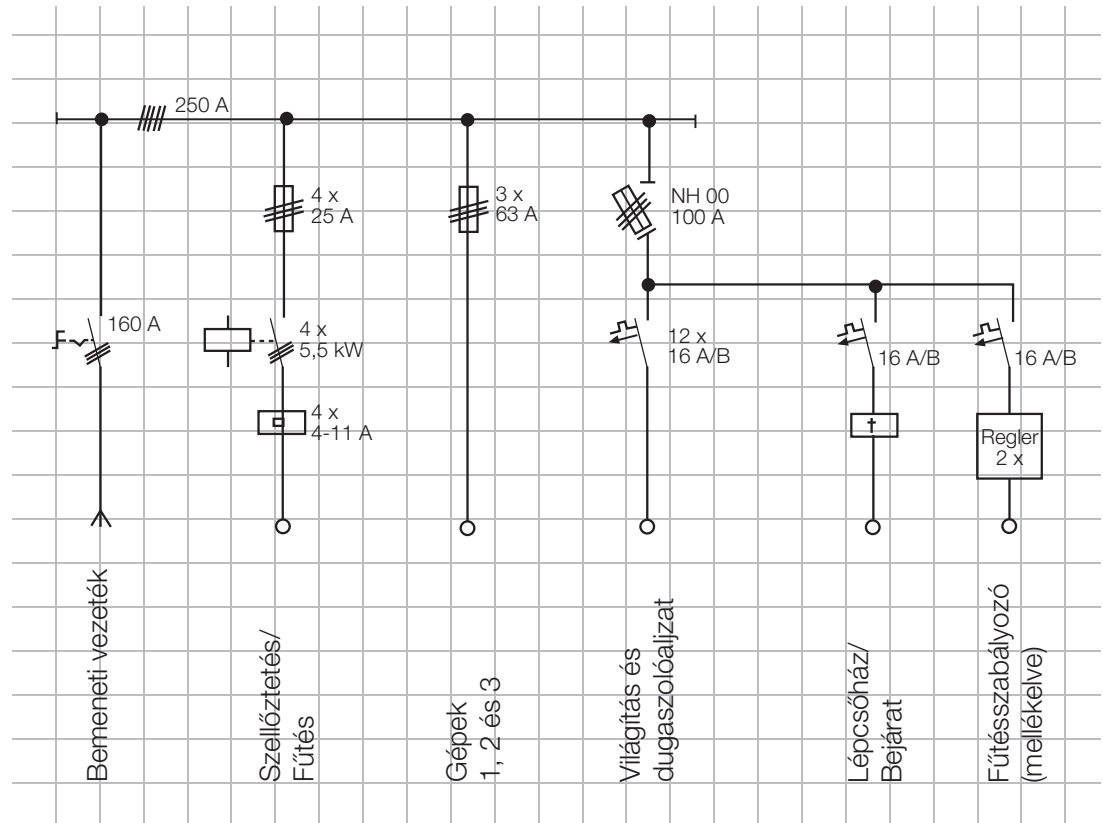 250 A
4 x
25 A
3 x
63 A
NH 00
100 A
160 A
4 x
5,5 kW
12 x
16 A/B
16 A/B
16 A/B
4 x
4-11 A
Regler
2 x
Bemeneti vezeték
Szellőztetés/
Fűtés
Gépek
1, 2 és 3
Világítás és
dugaszolóaljzat
Lépcsőház/
Bejárat
Fűtésszabályozó
(mellékelve)